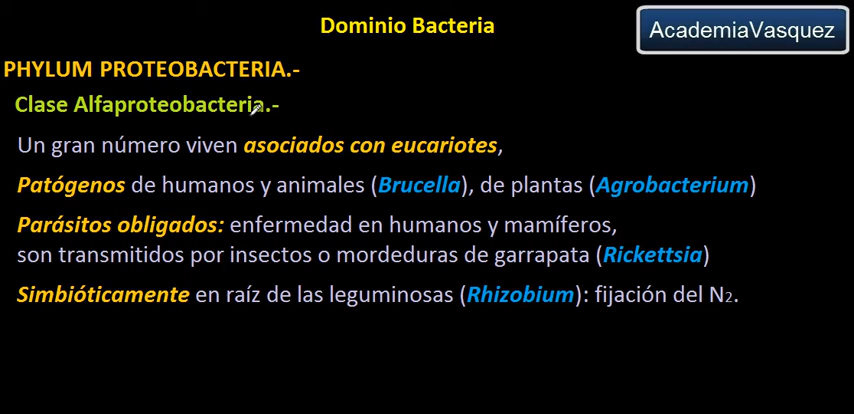 Dominio Bacteria
AcademiaVasquez
PHYLUM PROTEOBACTERIA.-
Clase Alfaproteobacteria.-
Un gran número viven asociados con eucariotes,
Patógenos de humanos y animales (Brucella), de plantas (Agrobacterium)
Parásitos obligados: enfermedad en humanos y mamíferos,
son transmitidos por insectos o mordeduras de garrapata (Rickettsia)
Simbióticamente en raíz de las leguminosas (Rhizobium): fijación del N2.